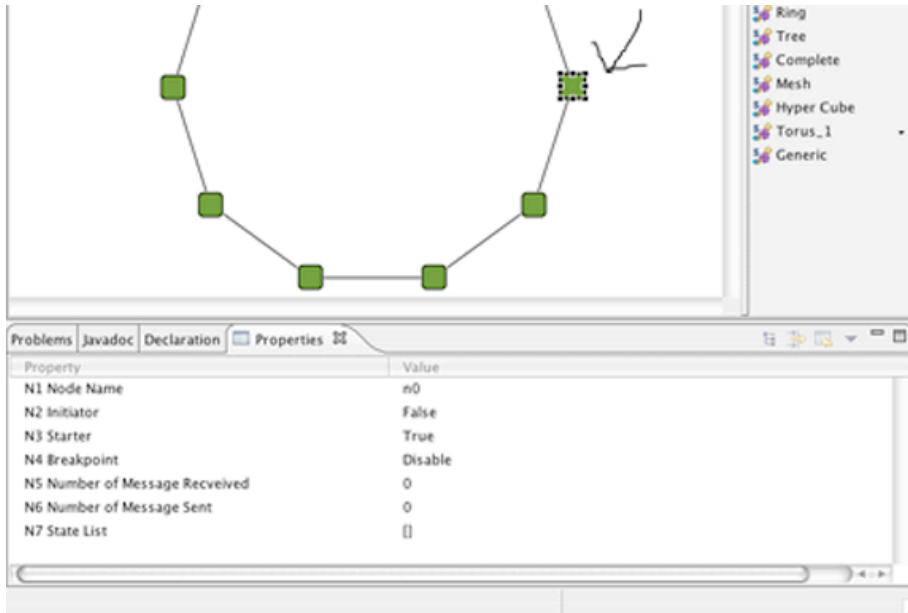 Ring
Tree
Complete
Mesh
Hyper Cube
Torus_1
Generic
Problems Javadoc Declaration Properties
Property Value
N1 Node Name n0
N2 Initiator False
N3 Starter True
N4 Breakpoint Disable
N5 Number of Message Recveived 0
N6 Number of Message Sent 0
N7 State List []